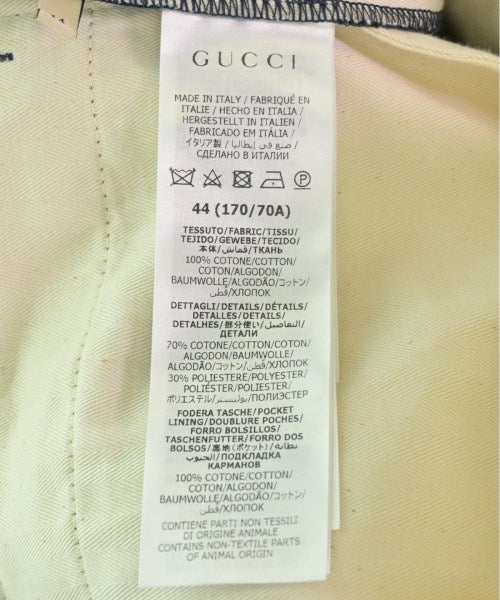 GUCCI
MADE IN ITALY / FABRIQUÉ EN
ITALIE / HECHO EN ITALIA /
HERGESTELLT IN ITALIEN /
FABRICADO EM ITÁLIA /
イタリア製 / صنع في إيطاليا /
СДЕЛАНО В ИТАЛИИ
44 (170/70A)
TESSUTO/FABRIC/TISSU/
TEJIDO/GEWEBE/TECIDO/
本体/قماش/ТКАНЬ
100% COTONE/COTTON/
COTON/ALGODON/
BAUMWOLLE/ALGODÃO/コットン/
قطن/ХЛОПОК
DETTAGLI/DETAILS/DÉTAILS/
DETALLES/DETAILS/
DETALHES/部分使い/التفاصيل/
ДЕТАЛИ
70% COTONE/COTTON/COTON/
ALGODON/BAUMWOLLE/
ALGODÃO/コットン/قطن/ХЛОПОК
30% POLIESTERE/POLYESTER/
POLIÉSTER/POLYESTER/
ポリエステル/بوليستر/ПОЛИЭСТЕР
FODERA TASCHE/POCKET
LINING/DOUBLURE POCHES/
FORRO BOLSILLOS/
TASCHENFUTTER/FORRO DOS
BOLSOS/裏地(ポケット)/بطانة
الجيوب/ПОДКЛАДКА
КАРМАНОВ
100% COTONE/COTTON/
COTON/ALGODON/
BAUMWOLLE/ALGODÃO/コットン/
قطن/ХЛОПОК
CONTIENE PARTI NON TESSILI
DI ORIGINE ANIMALE
CONTAINS NON-TEXTILE PARTS
OF ANIMAL ORIGIN